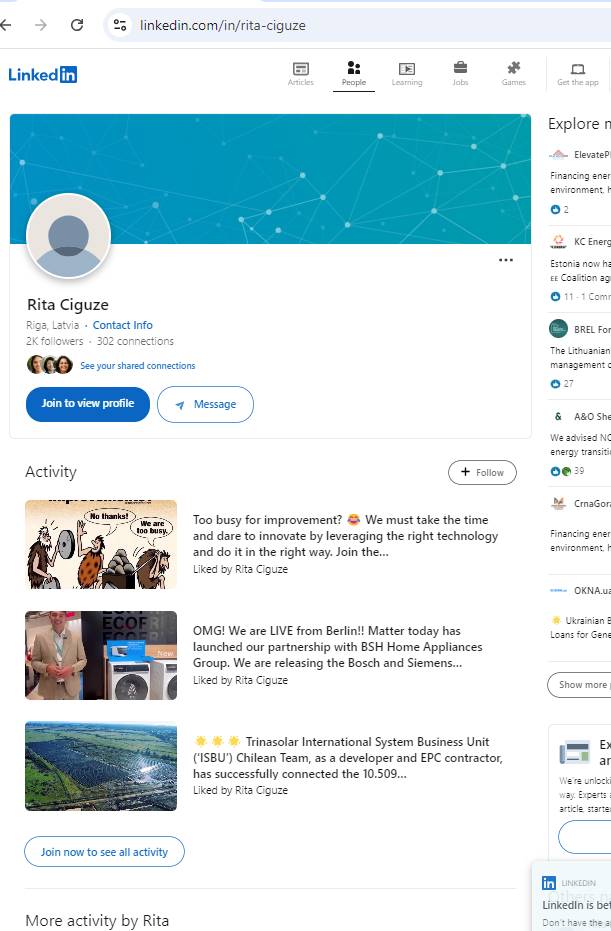 linkedin.com/in/rita-ciguze
Linked in
Articles
People
Learning
Jobs
Games
Get the app
Rita Ciguze
Riga, Latvia · Contact Info
2K followers · 302 connections
See your shared connections
Join to view profile
Message
Activity
+ Follow
No thanks!
We are too busy.
Too busy for improvement? 😂 We must take the time
and dare to innovate by leveraging the right technology
and do it in the right way. Join the...
Liked by Rita Ciguze
New
OMG! We are LIVE from Berlin!! Matter today has
launched our partnership with BSH Home Appliances
Group. We are releasing the Bosch and Siemens...
Liked by Rita Ciguze
🌟 🌟 🌟 Trinasolar International System Business Unit
('ISBU') Chilean Team, as a developer and EPC contractor,
has successfully connected the 10.509...
Liked by Rita Ciguze
Join now to see all activity
More activity by Rita
Explore
ElevateP
Financing ener
environment, h
2
KC Energ
Estonia now ha
EE Coalition ag
11 · 1 Comm
BREL For
The Lithuanian
management o
27
& A&O She
We advised NO
energy transiti
39
CrnaGora
Financing ener
environment, h
OKNA.ua
🌟 Ukrainian B
Loans for Gene
Show more
Ex
ar
We're unlocki
way. Experts a
article, starte
in LINKEDIN
LinkedIn is bet
Don't have the a